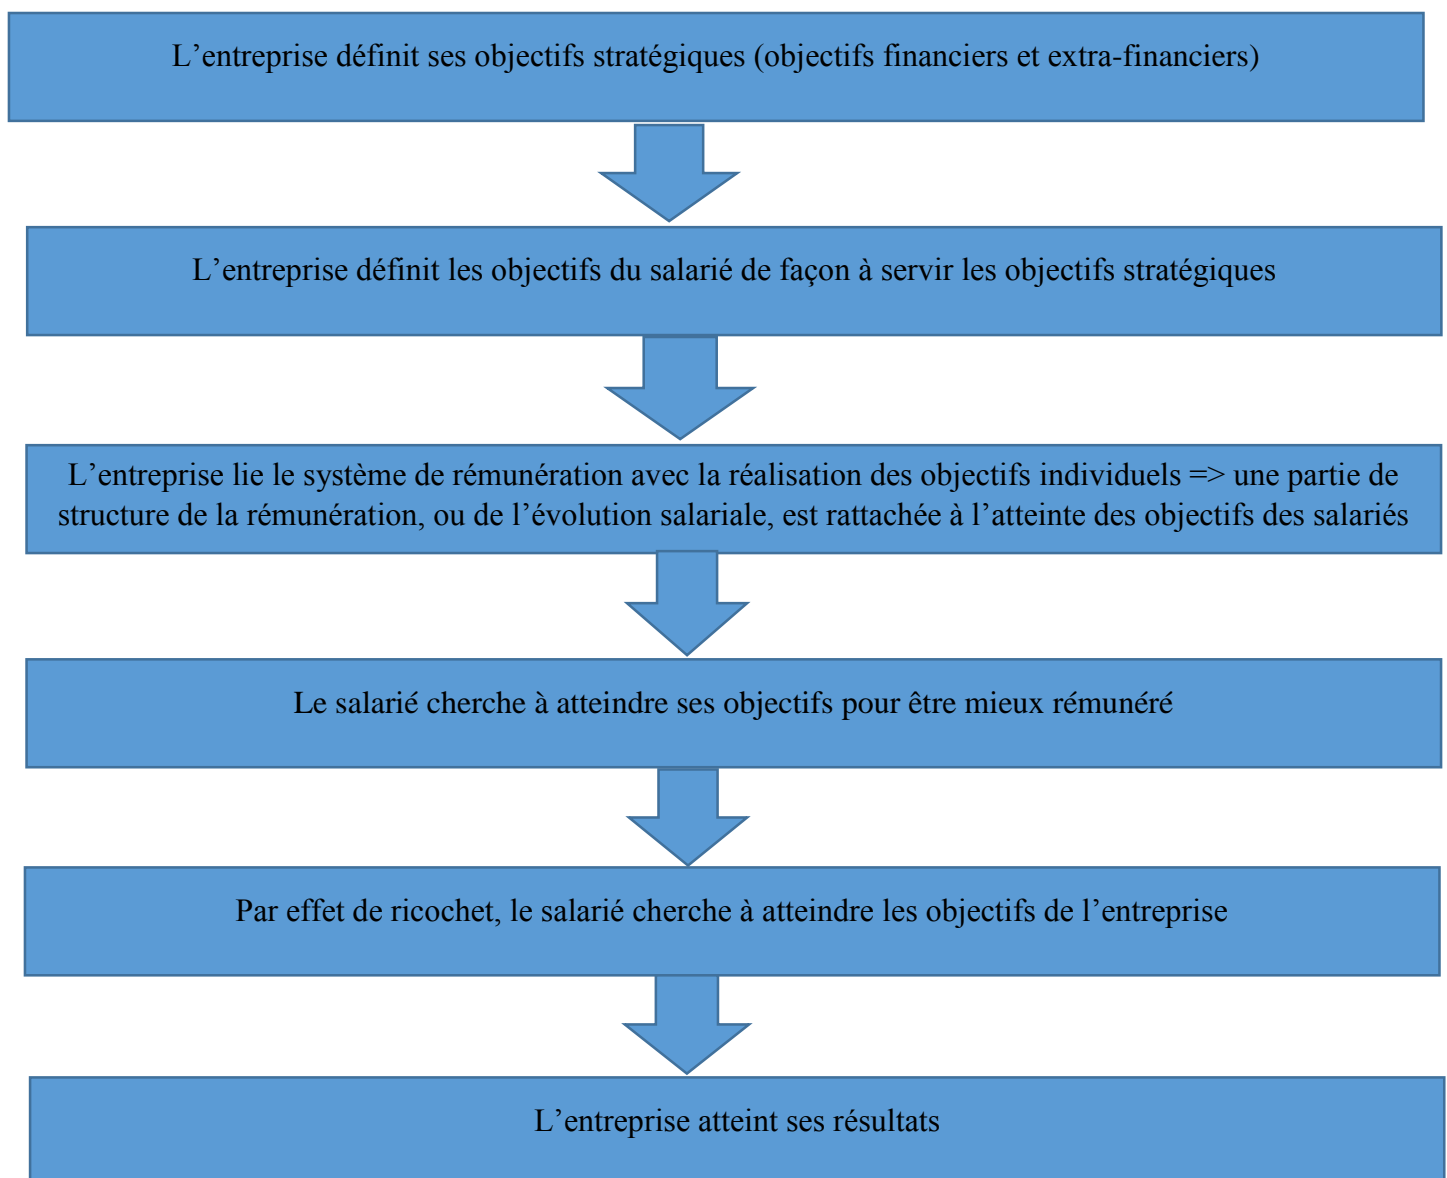 L’entreprise définit ses objectifs stratégiques (objectifs financiers et extra-financiers)
L’entreprise définit les objectifs du salarié de façon à servir les objectifs stratégiques
L’entreprise lie le système de rémunération avec la réalisation des objectifs individuels => une partie de
structure de la rémunération, ou de l’évolution salariale, est rattachée à l’atteinte des objectifs des salariés
Le salarié cherche à atteindre ses objectifs pour être mieux rémunéré
Par effet de ricochet, le salarié cherche à atteindre les objectifs de l’entreprise
L’entreprise atteint ses résultats